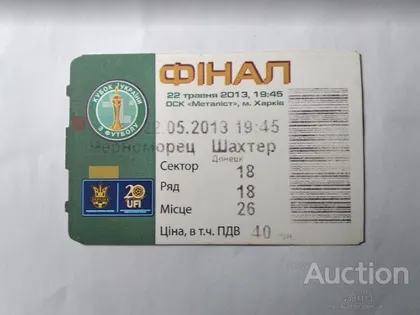 ФІНАЛ
22 травня 2013, 19:45
ОСК «Металіст», м. Харків
КУБОК УКРАЇНИ
З ФУТБОЛУ
22.05.2013 19:45
Черноморец Шахтер
Донецк
Сектор 18
Ряд 18
Місце 26
Ціна, в т.ч. ПДВ 40 грн.
20
UFI
Auction